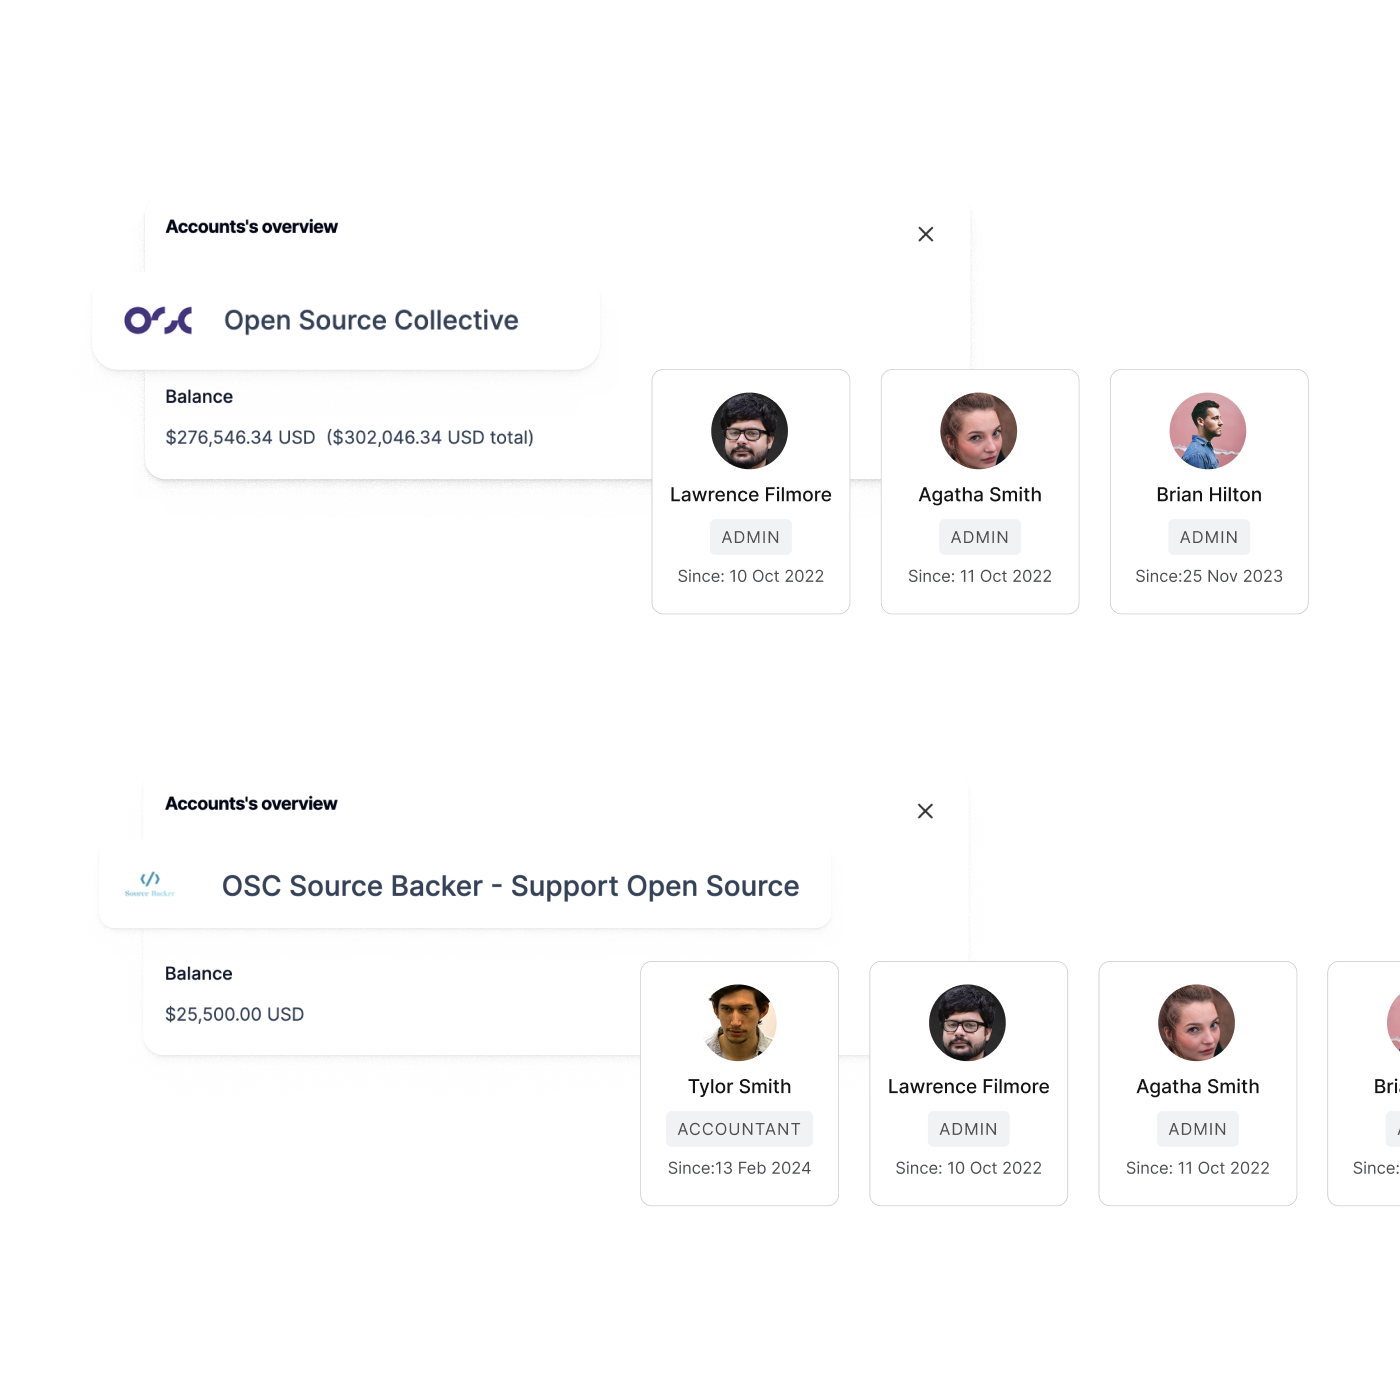 Accounts's overview
Open Source Collective
Balance
$276,546.34 USD ($302,046.34 USD total)
Lawrence Filmore
ADMIN
Since: 10 Oct 2022
Agatha Smith
ADMIN
Since: 11 Oct 2022
Brian Hilton
ADMIN
Since:25 Nov 2023
Accounts's overview
Source Backer
OSC Source Backer - Support Open Source
Balance
$25,500.00 USD
Tylor Smith
ACCOUNTANT
Since:13 Feb 2024
Lawrence Filmore
ADMIN
Since: 10 Oct 2022
Agatha Smith
ADMIN
Since: 11 Oct 2022
Bri
Since: